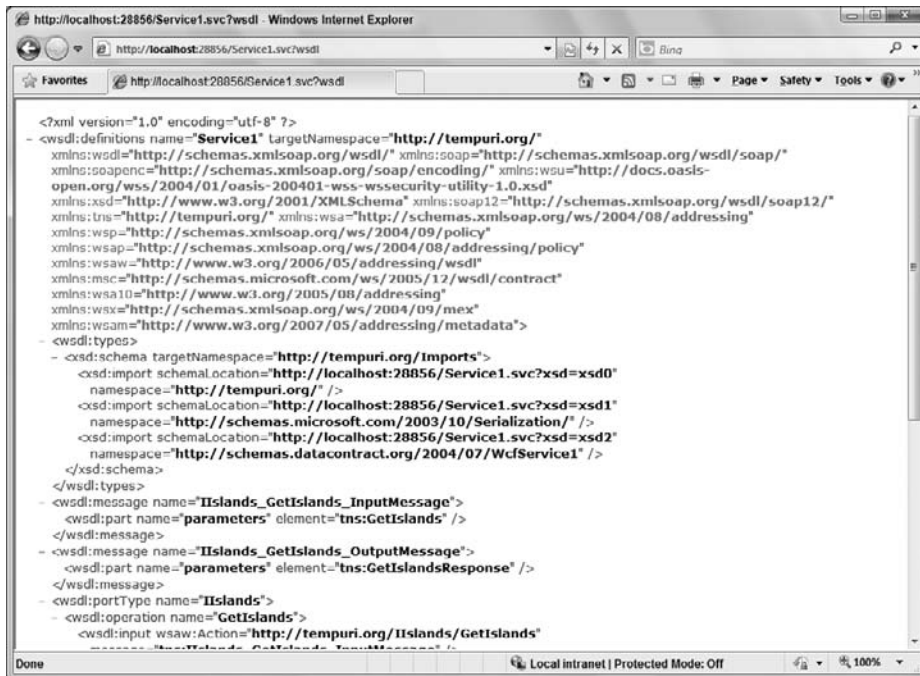 http://localhost:28856/Service1.svc?wsdl - Windows Internet Explorer
http://localhost:28856/Service1.svc?wsdl
Bing
Favorites
http://localhost:28856/Service1.svc?wsdl
Page
Safety
Tools
<?xml version="1.0" encoding="utf-8" ?>
- <wsdl:definitions name="Service1" targetNamespace="http://tempuri.org/"
xmlns:wsdl="http://schemas.xmlsoap.org/wsdl/" xmlns:soap="http://schemas.xmlsoap.org/wsdl/soap/"
xmlns:soapenc="http://schemas.xmlsoap.org/soap/encoding/" xmlns:wsu="http://docs.oasis-
open.org/wss/2004/01/oasis-200401-wss-wssecurity-utility-1.0.xsd"
xmlns:xsd="http://www.w3.org/2001/XMLSchema" xmlns:soap12="http://schemas.xmlsoap.org/wsdl/soap12/"
xmlns:tns="http://tempuri.org/" xmlns:wsa="http://schemas.xmlsoap.org/ws/2004/08/addressing"
xmlns:wsp="http://schemas.xmlsoap.org/ws/2004/09/policy"
xmlns:wsap="http://schemas.xmlsoap.org/ws/2004/08/addressing/policy"
xmlns:wsaw="http://www.w3.org/2006/05/addressing/wsdl"
xmlns:msc="http://schemas.microsoft.com/ws/2005/12/wsdl/contract"
xmlns:wsa10="http://www.w3.org/2005/08/addressing"
xmlns:wsx="http://schemas.xmlsoap.org/ws/2004/09/mex"
xmlns:wsam="http://www.w3.org/2007/05/addressing/metadata">
- <wsdl:types>
- <xsd:schema targetNamespace="http://tempuri.org/Imports">
<xsd:import schemaLocation="http://localhost:28856/Service1.svc?xsd=xsd0"
namespace="http://tempuri.org/" />
<xsd:import schemaLocation="http://localhost:28856/Service1.svc?xsd=xsd1"
namespace="http://schemas.microsoft.com/2003/10/Serialization/" />
<xsd:import schemaLocation="http://localhost:28856/Service1.svc?xsd=xsd2"
namespace="http://schemas.datacontract.org/2004/07/WcfService1" />
</xsd:schema>
</wsdl:types>
- <wsdl:message name="IIslands_GetIslands_InputMessage">
<wsdl:part name="parameters" element="tns:GetIslands" />
</wsdl:message>
- <wsdl:message name="IIslands_GetIslands_OutputMessage">
<wsdl:part name="parameters" element="tns:GetIslandsResponse" />
</wsdl:message>
- <wsdl:portType name="IIslands">
- <wsdl:operation name="GetIslands">
<wsdl:input wsaw:Action="http://tempuri.org/IIslands/GetIslands"
message="tns:IIslands_GetIslands_InputMessage" />
Done
Local intranet | Protected Mode: Off
100%